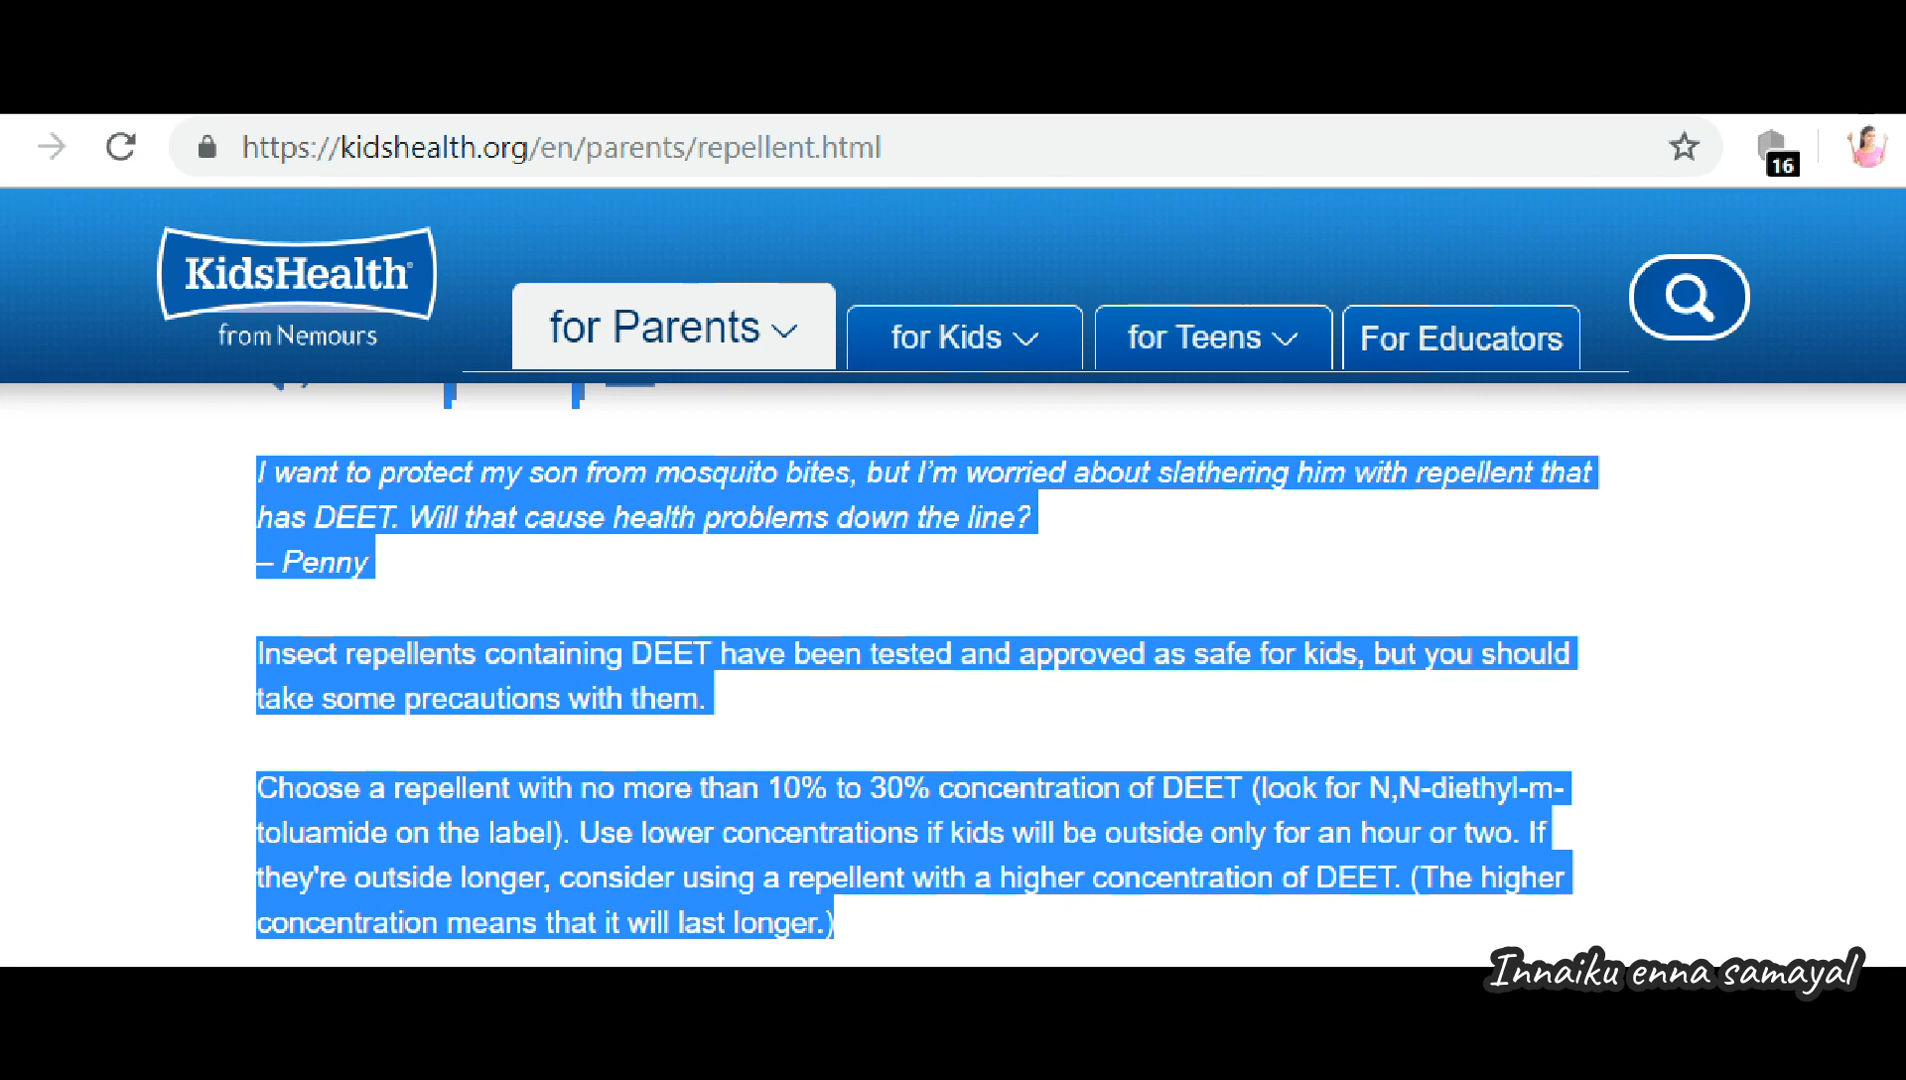 https://kidshealth.org/en/parents/repellent.html
16
KidsHealth®
from Nemours
for Parents
for Kids
for Teens
For Educators
I want to protect my son from mosquito bites, but I’m worried about slathering him with repellent that
has DEET. Will that cause health problems down the line?
– Penny
Insect repellents containing DEET have been tested and approved as safe for kids, but you should
take some precautions with them.
Choose a repellent with no more than 10% to 30% concentration of DEET (look for N,N-diethyl-m-
toluamide on the label). Use lower concentrations if kids will be outside only for an hour or two. If
they're outside longer, consider using a repellent with a higher concentration of DEET. (The higher
concentration means that it will last longer.)
Innaiku enna samayal